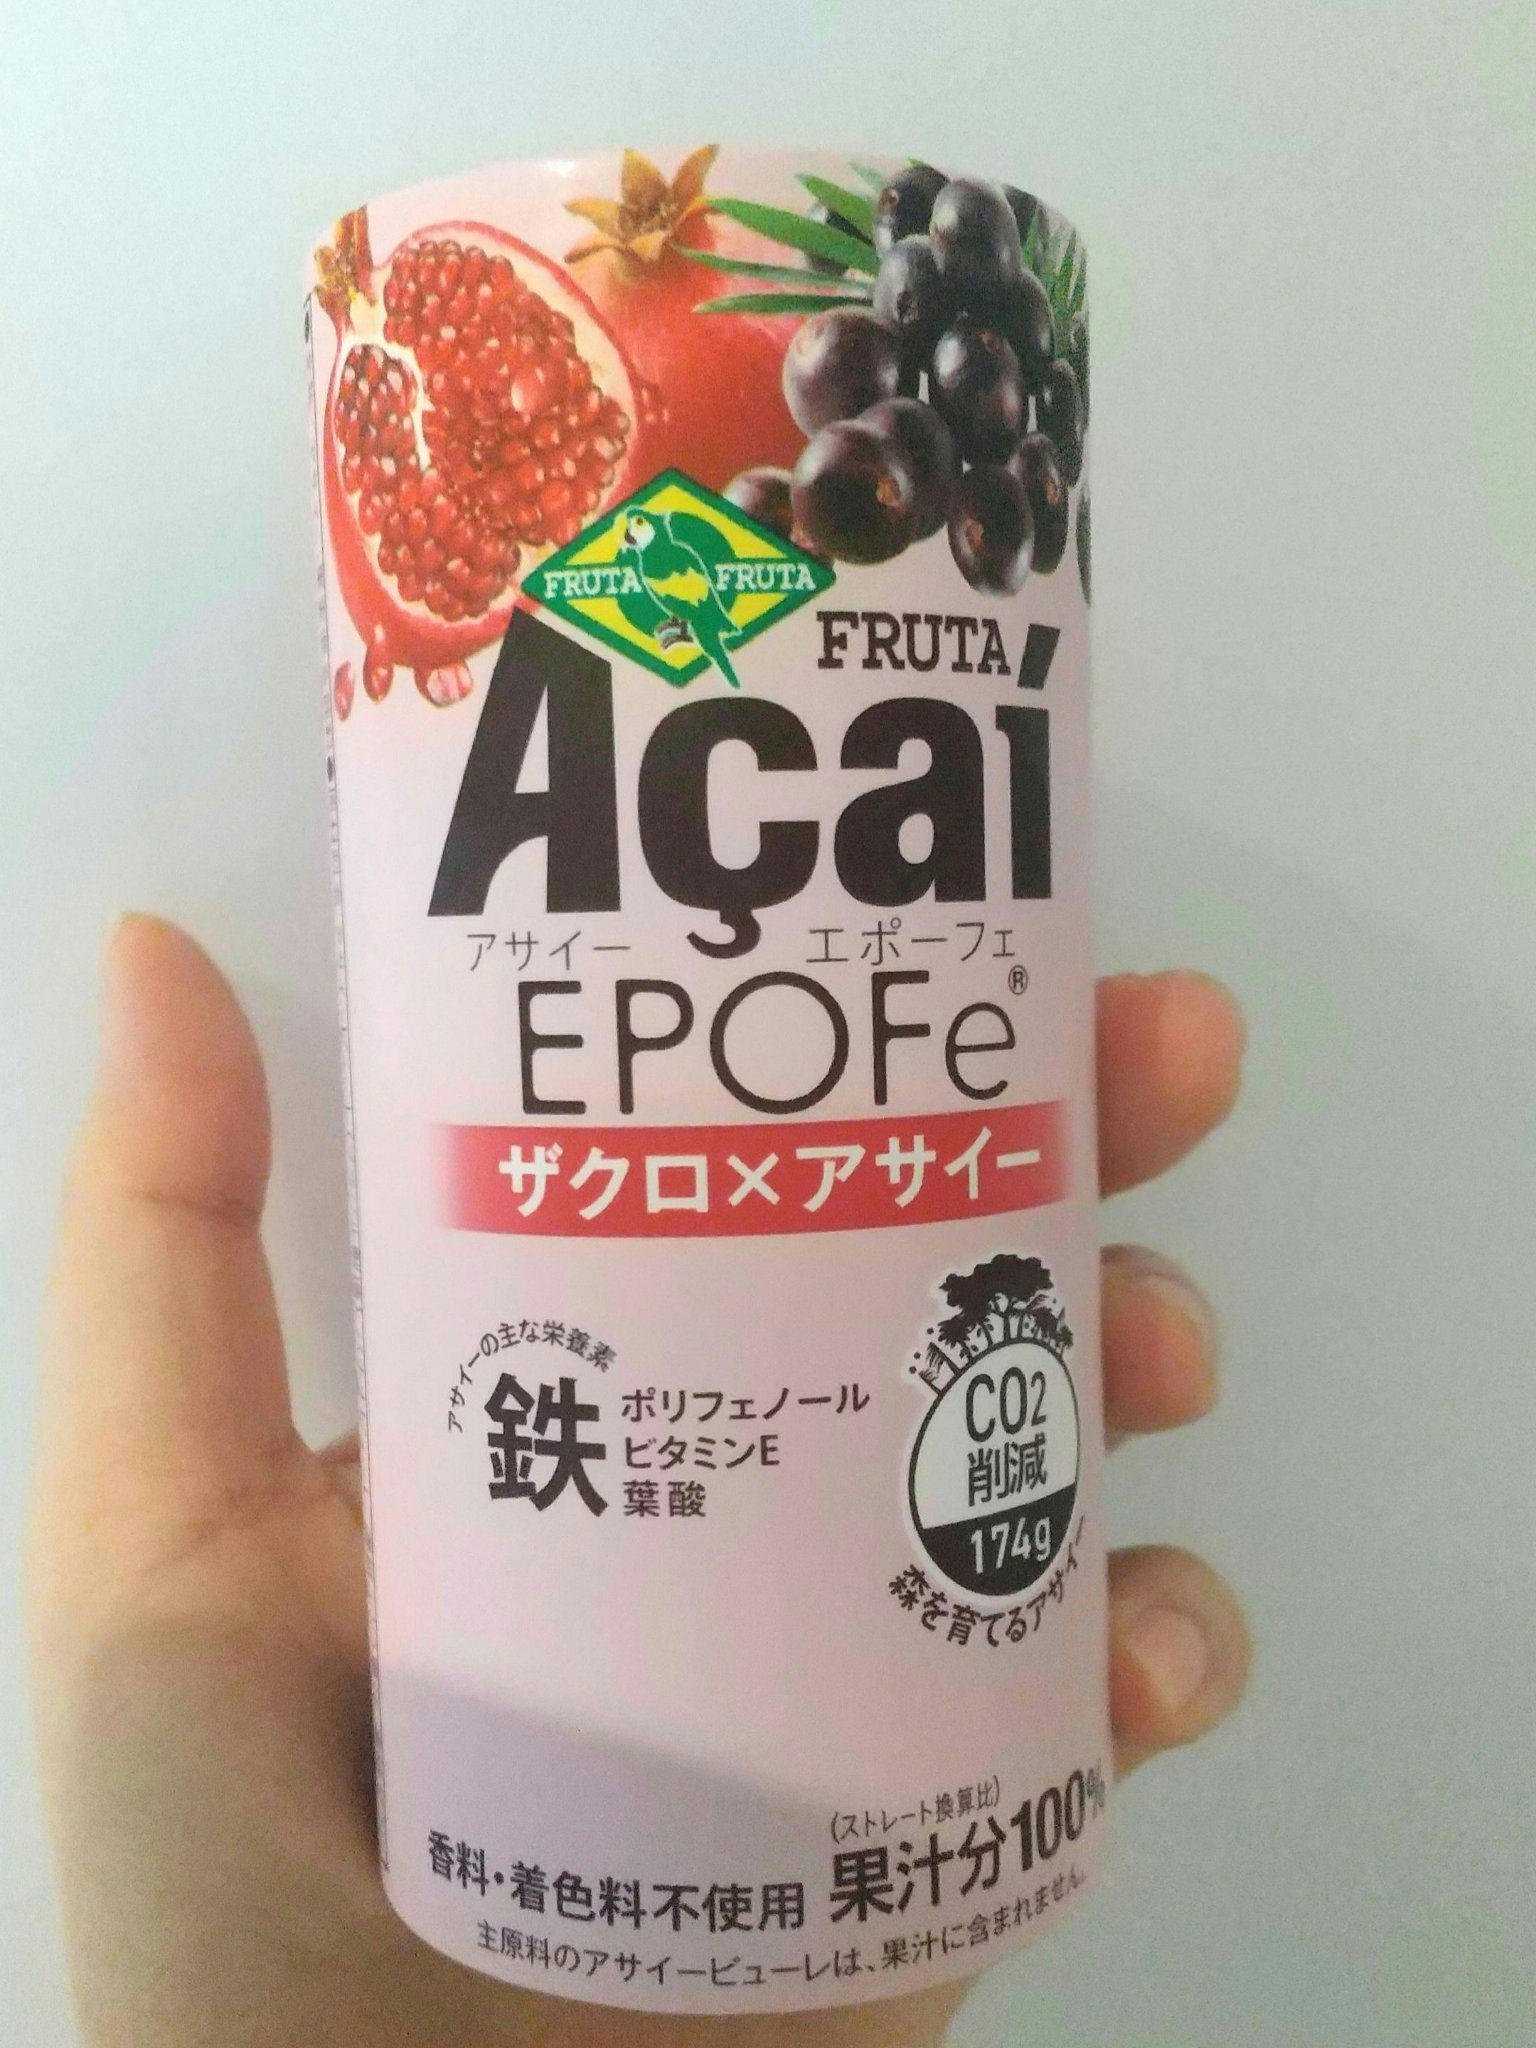 FRUTA FRUTA
FRUTA
Açaí
アサイー エポーフェ
EPOFe®
ザクロ×アサイー
アサイーの主な栄養素
鉄
ポリフェノール
ビタミンE
葉酸
CO2
削減
174g
森を育てるアサイー
(ストレート換算比)
香料・着色料不使用 果汁分100%
主原料のアサイーピューレは、果汁に含まれません。